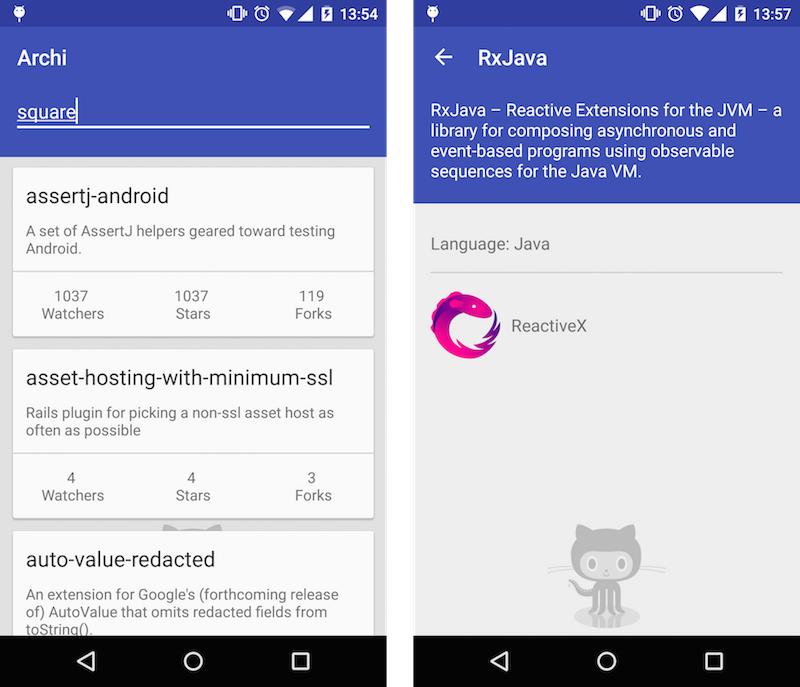 13:54
Archi
square
assertj-android
A set of AssertJ helpers geared toward testing
Android.
1037
Watchers
1037
Stars
119
Forks
asset-hosting-with-minimum-ssl
Rails plugin for picking a non-ssl asset host as
often as possible
4
Watchers
4
Stars
3
Forks
auto-value-redacted
An extension for Google's (forthcoming release
of) AutoValue that omits redacted fields from
toString().
13:57
RxJava
RxJava – Reactive Extensions for the JVM – a
library for composing asynchronous and
event-based programs using observable
sequences for the Java VM.
Language: Java
ReactiveX